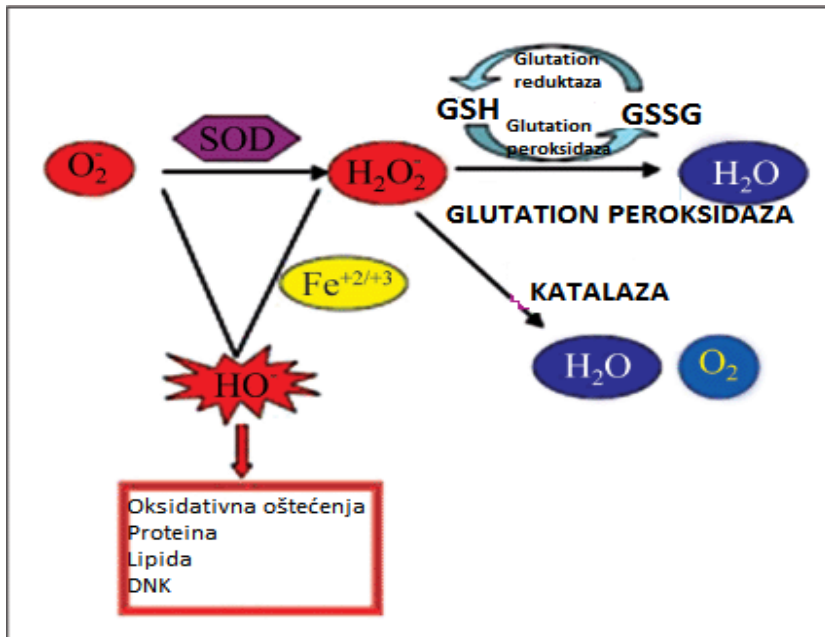 Glutation
reduktaza
GSH
GSSG
Glutation
peroksidaza
SOD
O₂⁻
H₂O₂⁻
H₂O
GLUTATION PEROKSIDAZA
Fe⁺²/⁺³
KATALAZA
H₂O
O₂
HO⁻
Oksidativna oštećenja
Proteina
Lipida
DNK